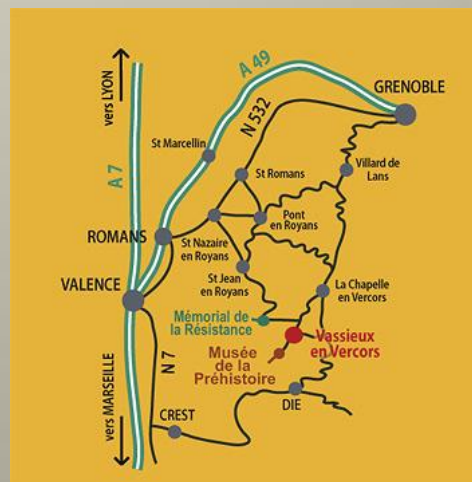 vers LYON
A 7
A 49
N 532
GRENOBLE
St Marcellin
St Romans
Villard de
Lans
ROMANS
St Nazaire
en Royans
Pont
en Royans
VALENCE
St Jean
en Royans
La Chapelle
en Vercors
Mémorial de
la Résistance
Vassieux
en Vercors
Musée
de la
Préhistoire
N 7
vers MARSEILLE
CREST
DIE